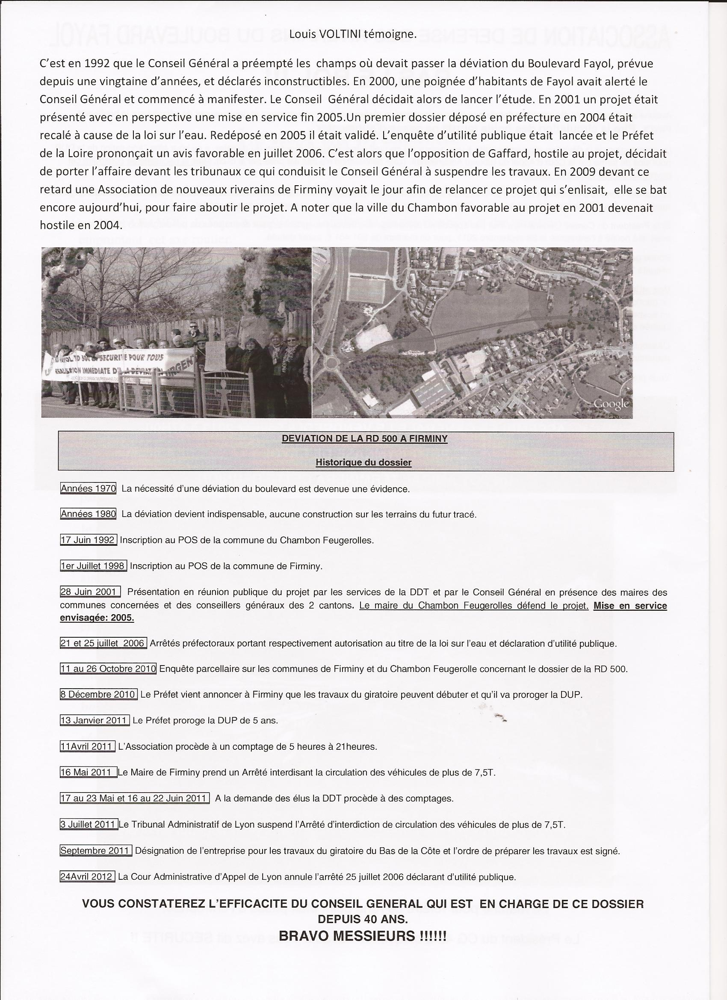 Louis VOLTINI témoigne.
C'est en 1992 que le Conseil Général a préempté les  champs où devait passer la déviation du Boulevard Fayol, prévue
depuis une vingtaine d'années, et déclarés inconstructibles. En 2000, une poignée d'habitants de Fayol avait alerté le
Conseil Général et commencé à manifester. Le Conseil  Général décidait alors de lancer l'étude. En 2001 un projet était
présenté avec en perspective une mise en service fin 2005.Un premier dossier déposé en préfecture en 2004 était
recalé à cause de la loi sur l'eau. Redéposé en 2005 il était validé. L'enquête d'utilité publique était  lancée et le Préfet
de la Loire prononçait un avis favorable en juillet 2006. C'est alors que l'opposition de Gaffard, hostile au projet, décidait
de porter l'affaire devant les tribunaux ce qui conduisit le Conseil Général à suspendre les travaux. En 2009 devant ce
retard une Association de nouveaux riverains de Firminy voyait le jour afin de relancer ce projet qui s'enlisait,  elle se bat
encore aujourd'hui, pour faire aboutir le projet. A noter que la ville du Chambon favorable au projet en 2001 devenait
hostile en 2004.
FAYOL SECURITE POUR TOUS
IMMÉDIATE
Google
DEVIATION DE LA RD 500 A FIRMINY
Historique du dossier
Années 1970 La nécessité d'une déviation du boulevard est devenue une évidence.
Années 1980 La déviation devient indispensable, aucune construction sur les terrains du futur tracé.
17 Juin 1992 Inscription au POS de la commune du Chambon Feugerolles.
1er Juillet 1998 Inscription au POS de la commune de Firminy.
28 Juin 2001 Présentation en réunion publique du projet par les services de la DDT et par le Conseil Général en présence des maires des
communes concernées et des conseillers généraux des 2 cantons. Le maire du Chambon Feugerolles défend le projet. Mise en service
envisagée: 2005.
21 et 25 juillet  2006 Arrêtés préfectoraux portant respectivement autorisation au titre de la loi sur l'eau et déclaration d'utilité publique.
11 au 26 Octobre 2010 Enquête parcellaire sur les communes de Firminy et du Chambon Feugerolle concernant le dossier de la RD 500.
8 Décembre 2010 Le Préfet vient annoncer à Firminy que les travaux du giratoire peuvent débuter et qu'il va proroger la DUP.
13 Janvier 2011 Le Préfet proroge la DUP de 5 ans.
11Avril 2011 L'Association procède à un comptage de 5 heures à 21heures.
16 Mai 2011 Le Maire de Firminy prend un Arrêté interdisant la circulation des véhicules de plus de 7,5T.
17 au 23 Mai et 16 au 22 Juin 2011 A la demande des élus la DDT procède à des comptages.
3 Juillet 2011 Le Tribunal Administratif de Lyon suspend l'Arrêté d'interdiction de circulation des véhicules de plus de 7,5T.
Septembre 2011 Désignation de l'entreprise pour les travaux du giratoire du Bas de la Côte et l'ordre de préparer les travaux est signé.
24Avril 2012 La Cour Administrative d'Appel de Lyon annule l'arrêté 25 juillet 2006 déclarant d'utilité publique.
VOUS CONSTATEREZ L'EFFICACITE DU CONSEIL GENERAL QUI EST  EN CHARGE DE CE DOSSIER
DEPUIS 40 ANS.
BRAVO MESSIEURS !!!!!!